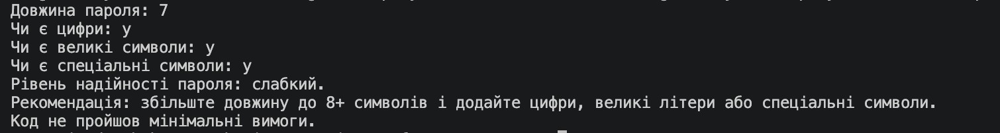 Довжина пароля: 7
Чи є цифри: y
Чи є великі символи: y
Чи є спеціальні символи: y
Рівень надійності пароля: слабкий.
Рекомендація: збільште довжину до 8+ символів і додайте цифри, великі літери або спеціальні символи.
Код не пройшов мінімальні вимоги.